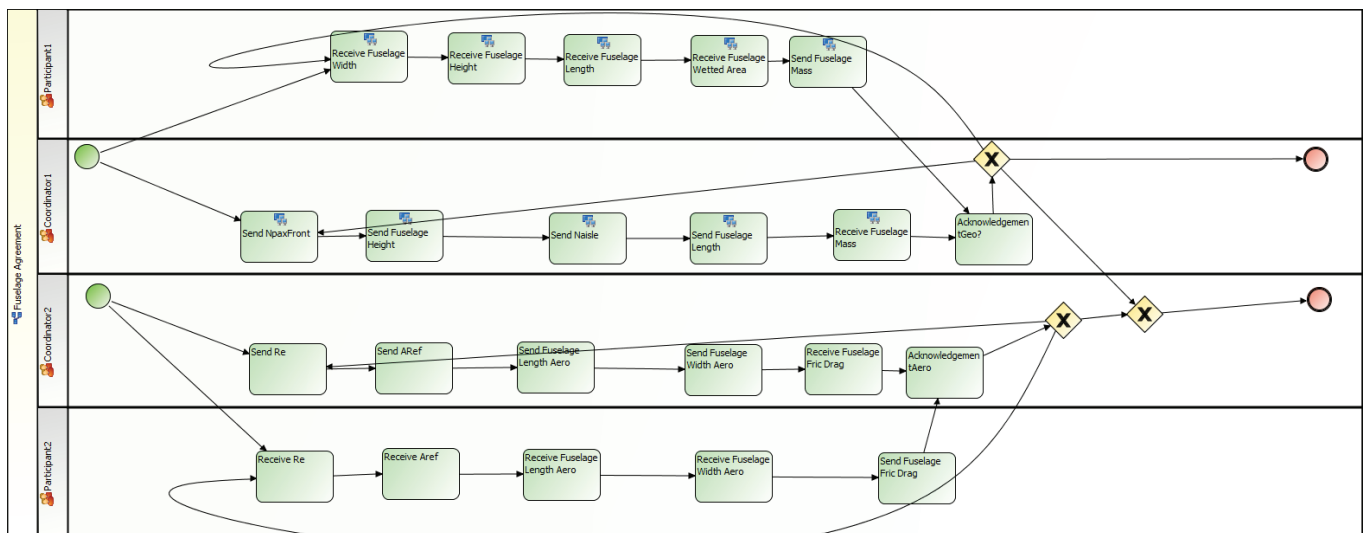 Fuselage Agreement
Participant1
Receive Fuselage
Width
Receive Fuselage
Height
Receive Fuselage
Length
Receive Fuselage
Wetted Area
Send Fuselage
Mass
Coordinator1
Send NpaxFront
Send Fuselage
Height
Send Naisle
Send Fuselage
Length
Receive Fuselage
Mass
Acknowledgemen
tGeo?
X
Coordinator2
Send Re
Send ARef
Send Fuselage
Length Aero
Send Fuselage
Width Aero
Receive Fuselage
Fric Drag
Acknowledgemen
tAero
X
X
Participant2
Receive Re
Receive Aref
Receive Fuselage
Length Aero
Receive Fuselage
Width Aero
Send Fuselage
Fric Drag